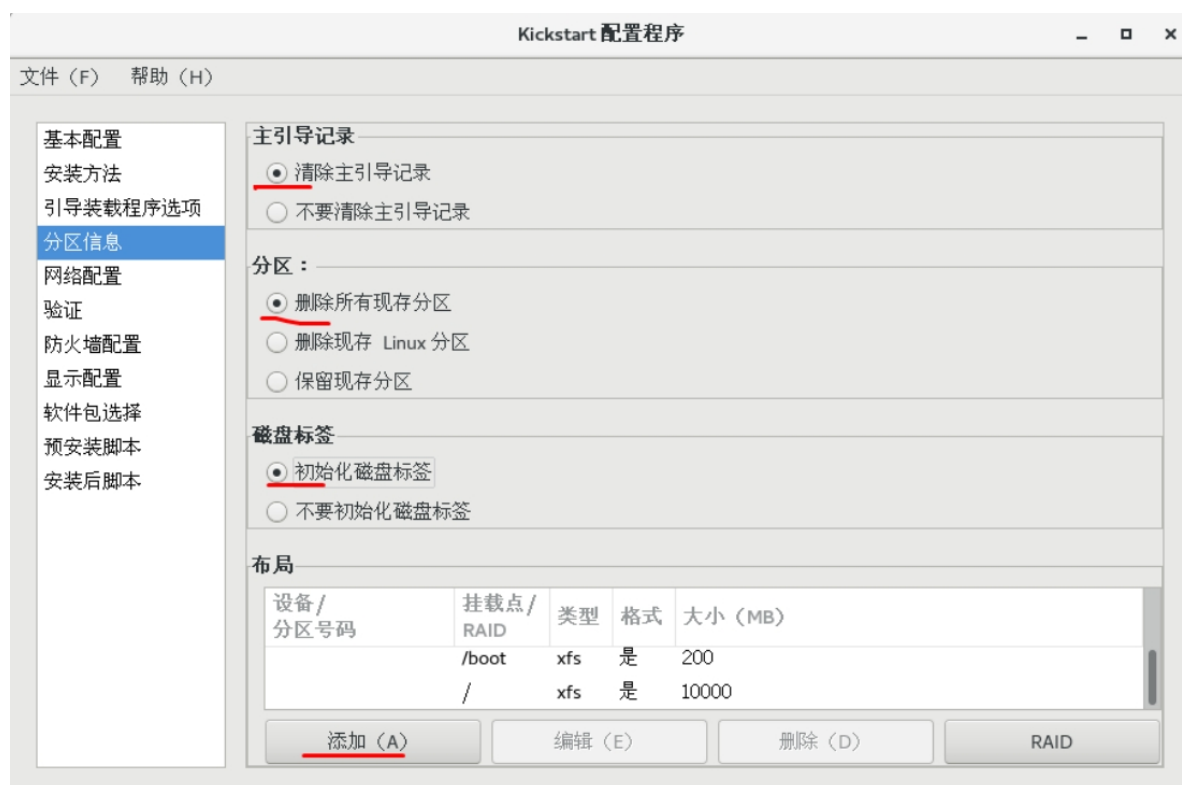 Kickstart 配置程序
文件（F） 帮助（H）
基本配置
安装方法
引导装载程序选项
分区信息
网络配置
验证
防火墙配置
显示配置
软件包选择
预安装脚本
安装后脚本
主引导记录
清除主引导记录
不要清除主引导记录
分区：
删除所有现存分区
删除现存 Linux 分区
保留现存分区
磁盘标签
初始化磁盘标签
不要初始化磁盘标签
布局
设备/ 挂载点/ 类型 格式 大小（MB）
分区号码 RAID
/boot xfs 是 200
/ xfs 是 10000
添加（A） 编辑（E） 删除（D） RAID